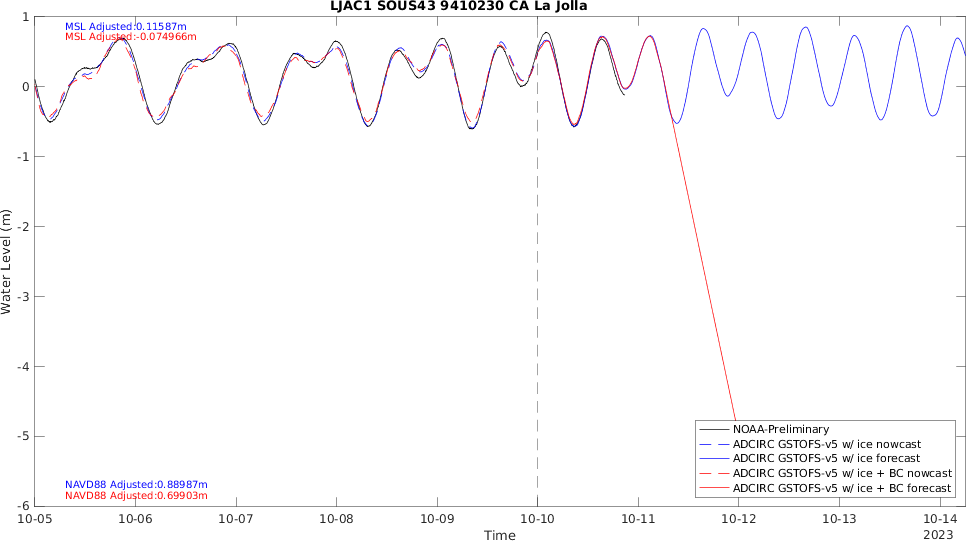 LJAC1 SOUS43 9410230 CA La Jolla
MSL Adjusted:0.11587m
MSL Adjusted:-0.074966m
1
0
-1
-2
-3
-4
-5
-6
Water Level (m)
NAVD88 Adjusted:0.88987m
NAVD88 Adjusted:0.69903m
NOAA-Preliminary
ADCIRC GSTOFS-v5 w/ ice nowcast
ADCIRC GSTOFS-v5 w/ ice forecast
ADCIRC GSTOFS-v5 w/ ice + BC nowcast
ADCIRC GSTOFS-v5 w/ ice + BC forecast
10-05 10-06 10-07 10-08 10-09 10-10 10-11 10-12 10-13 10-14
Time
2023